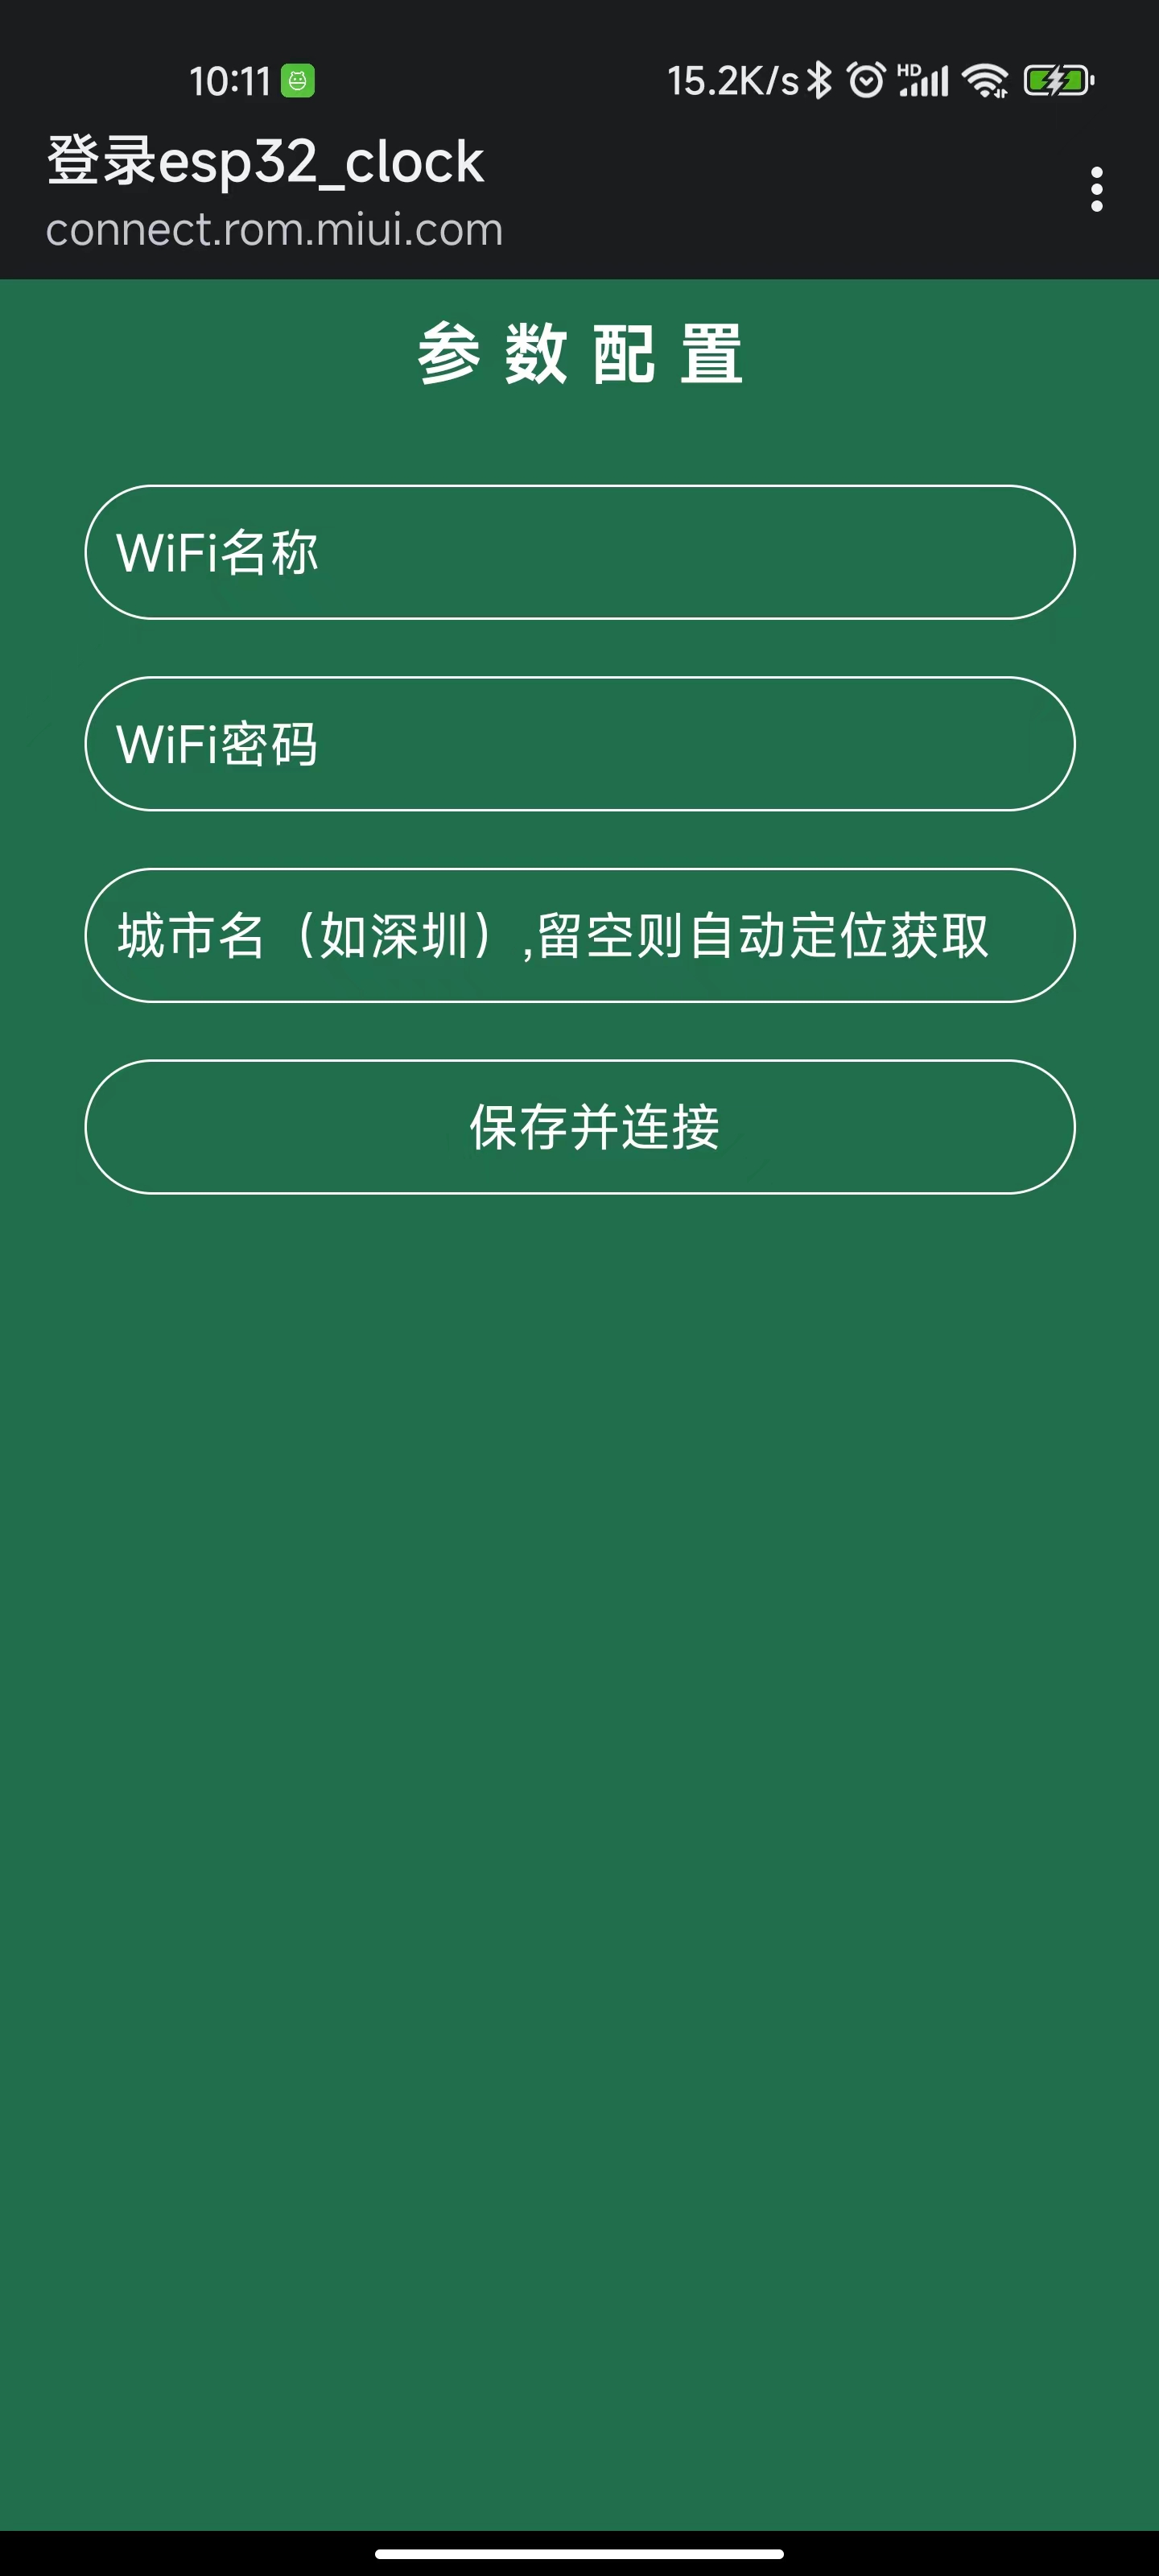 10:11
15.2K/s
HD
登录esp32_clock
connect.rom.miui.com
参数配置
WiFi名称
WiFi密码
城市名（如深圳）,留空则自动定位获取
保存并连接